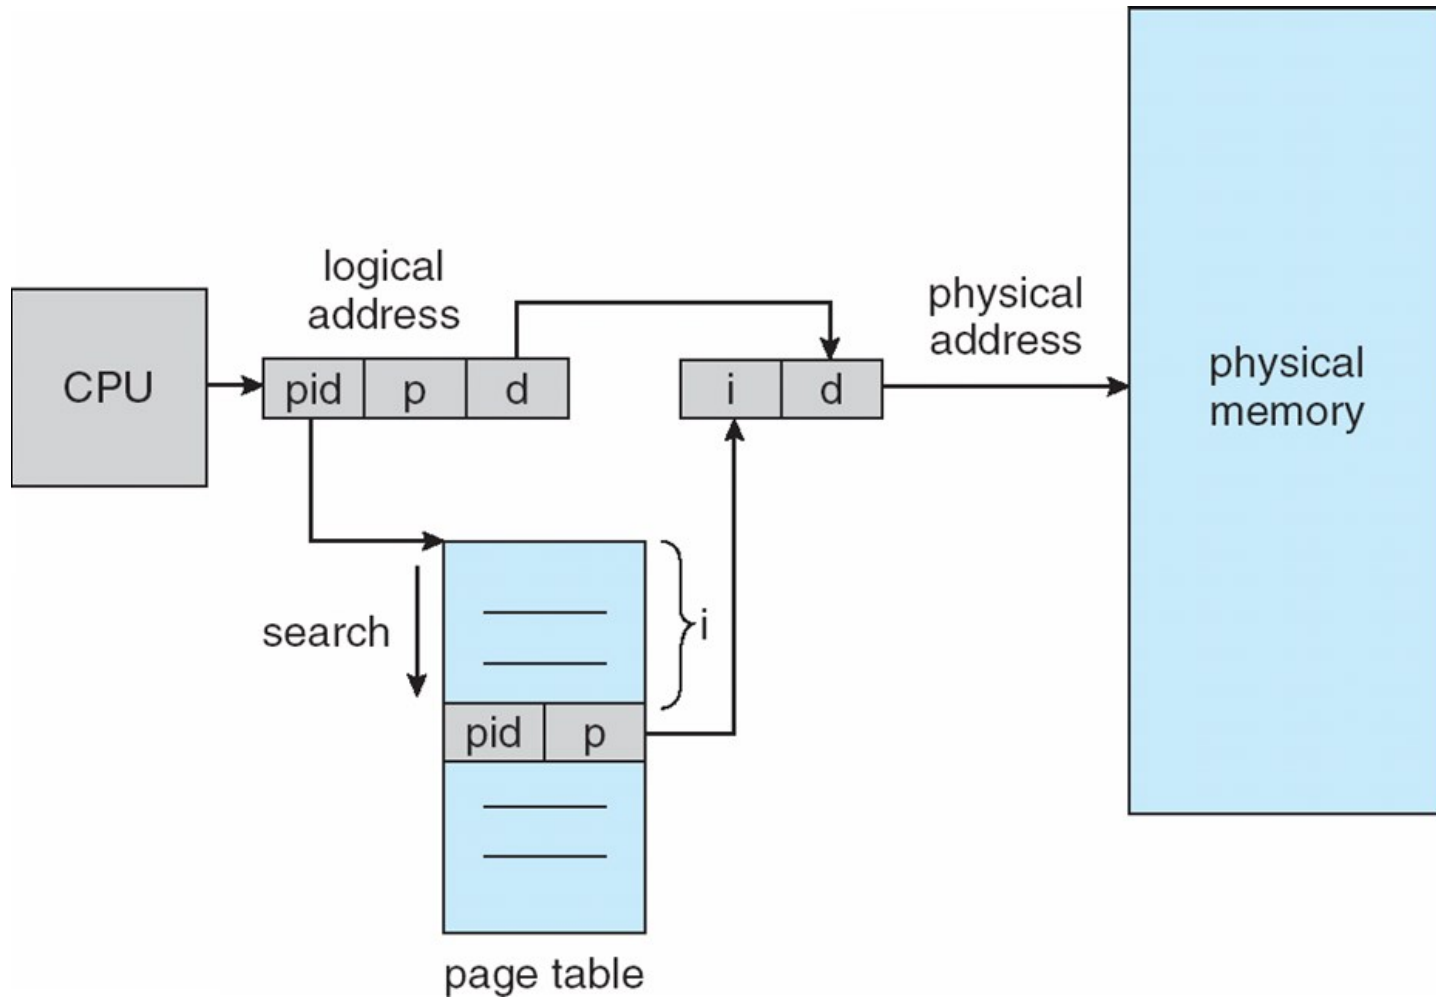 logical
address
physical
address
CPU
pid p d
i d
physical
memory
search
i
pid p
page table